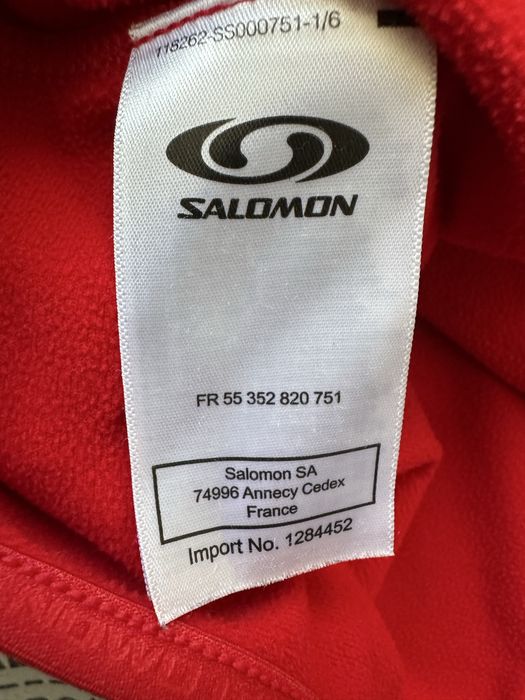 118262-SS000751-1/6
SALOMON
FR 55 352 820 751
Salomon SA
74996 Annecy Cedex
France
Import No. 1284452